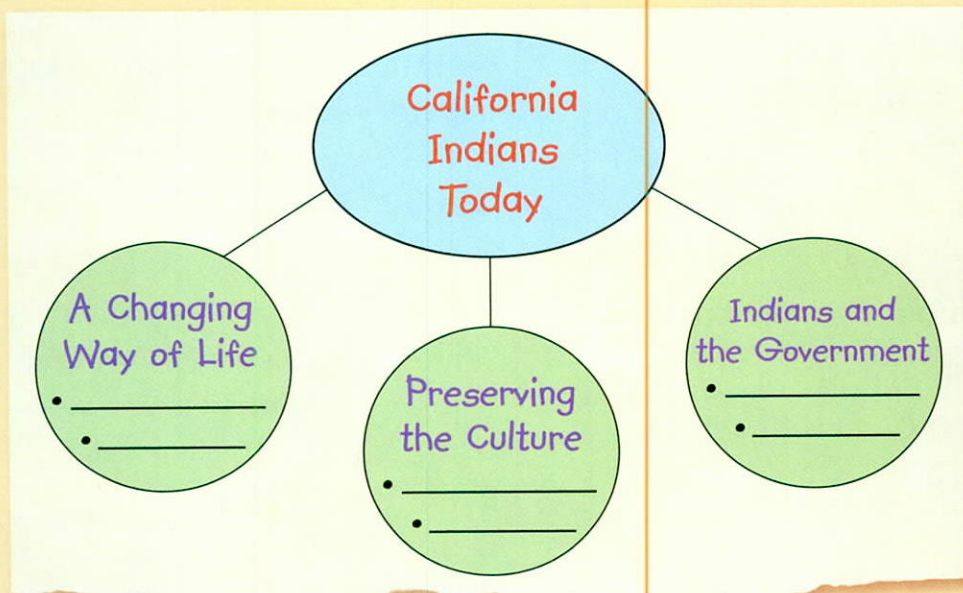 California
Indians
Today
A Changing
Way of Life
Preserving
the Culture
Indians and
the Government